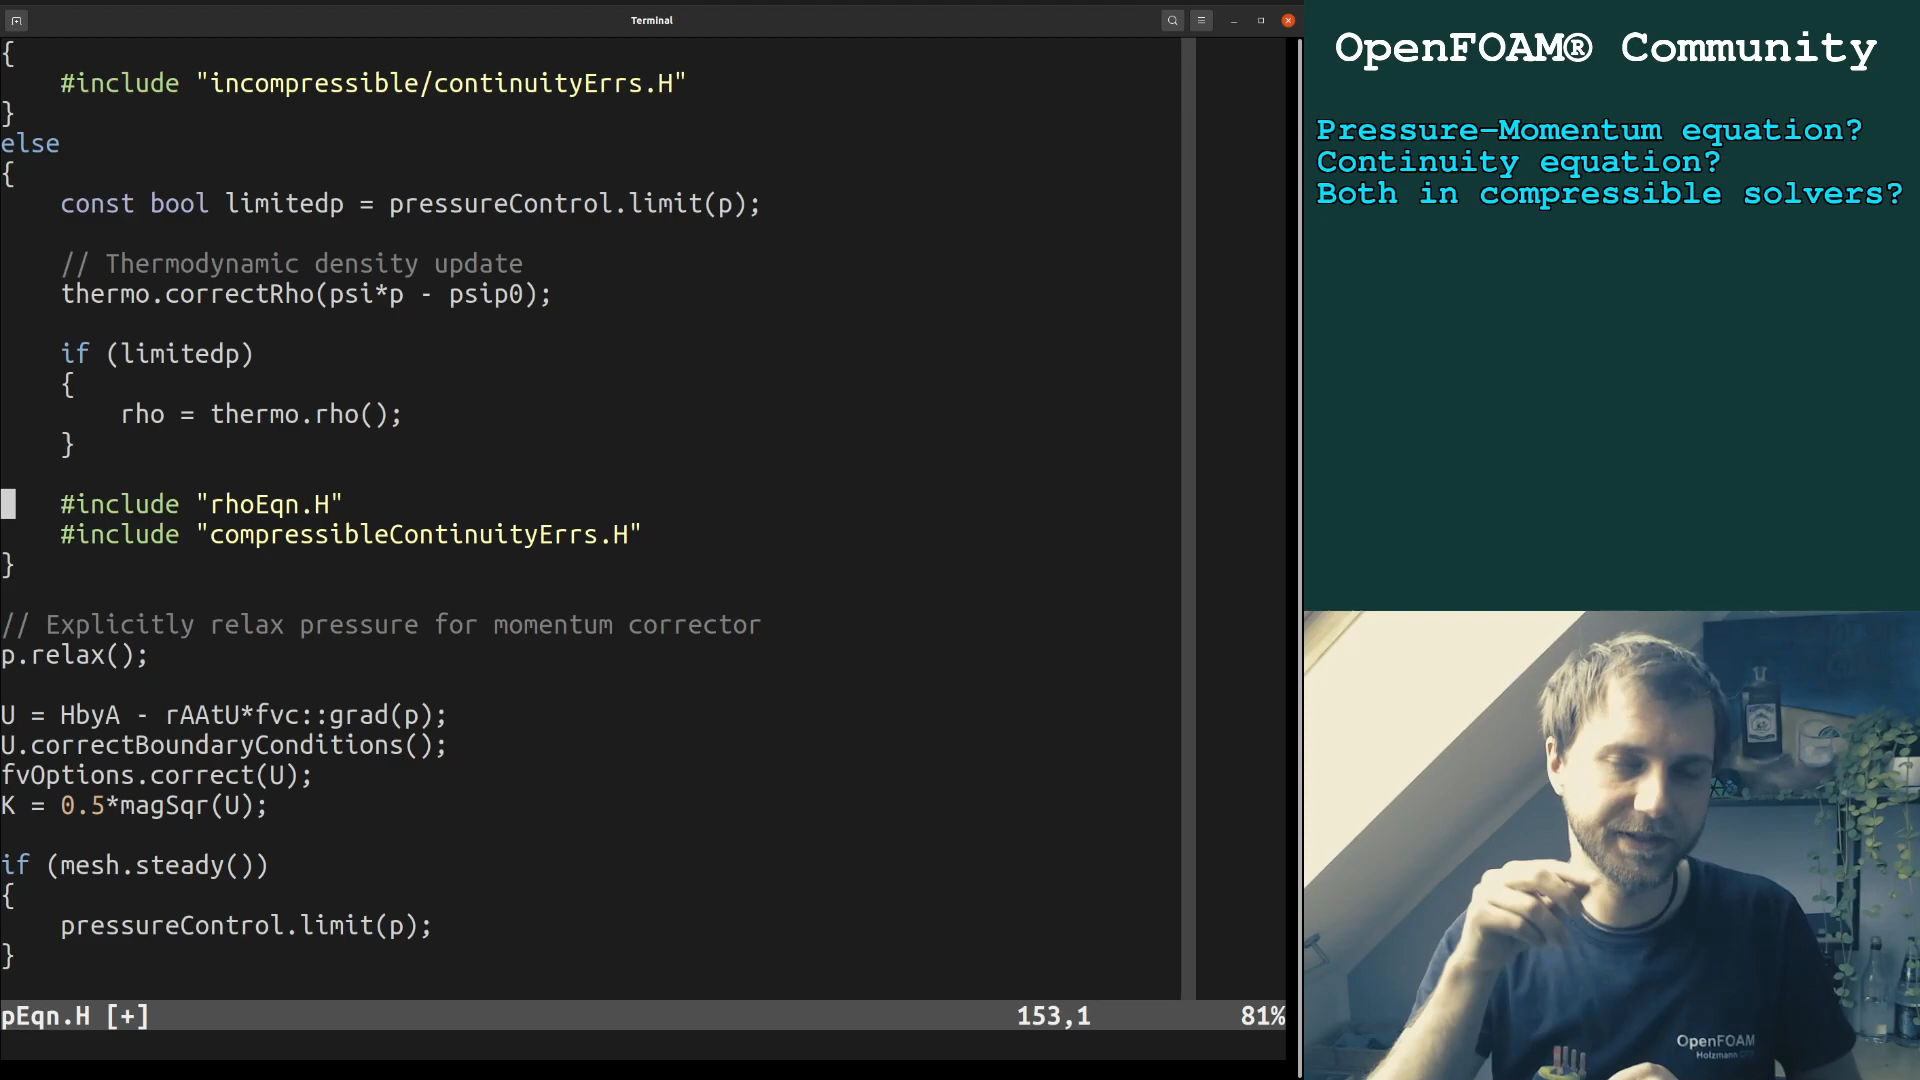 Terminal
{
    #include "incompressible/continuityErrs.H"
}
else
{
    const bool limitedp = pressureControl.limit(p);
    // Thermodynamic density update
    thermo.correctRho(psi*p - psip0);
    if (limitedp)
    {
        rho = thermo.rho();
    }
    #include "rhoEqn.H"
    #include "compressibleContinuityErrs.H"
}
// Explicitly relax pressure for momentum corrector
p.relax();
U = HbyA - rAAtU*fvc::grad(p);
U.correctBoundaryConditions();
fvOptions.correct(U);
K = 0.5*magSqr(U);
if (mesh.steady())
{
    pressureControl.limit(p);
}
pEqn.H [+] 153,1 81%
OpenFOAM® Community
Pressure-Momentum equation?
Continuity equation?
Both in compressible solvers?
OpenFOAM
Holzmann CFD